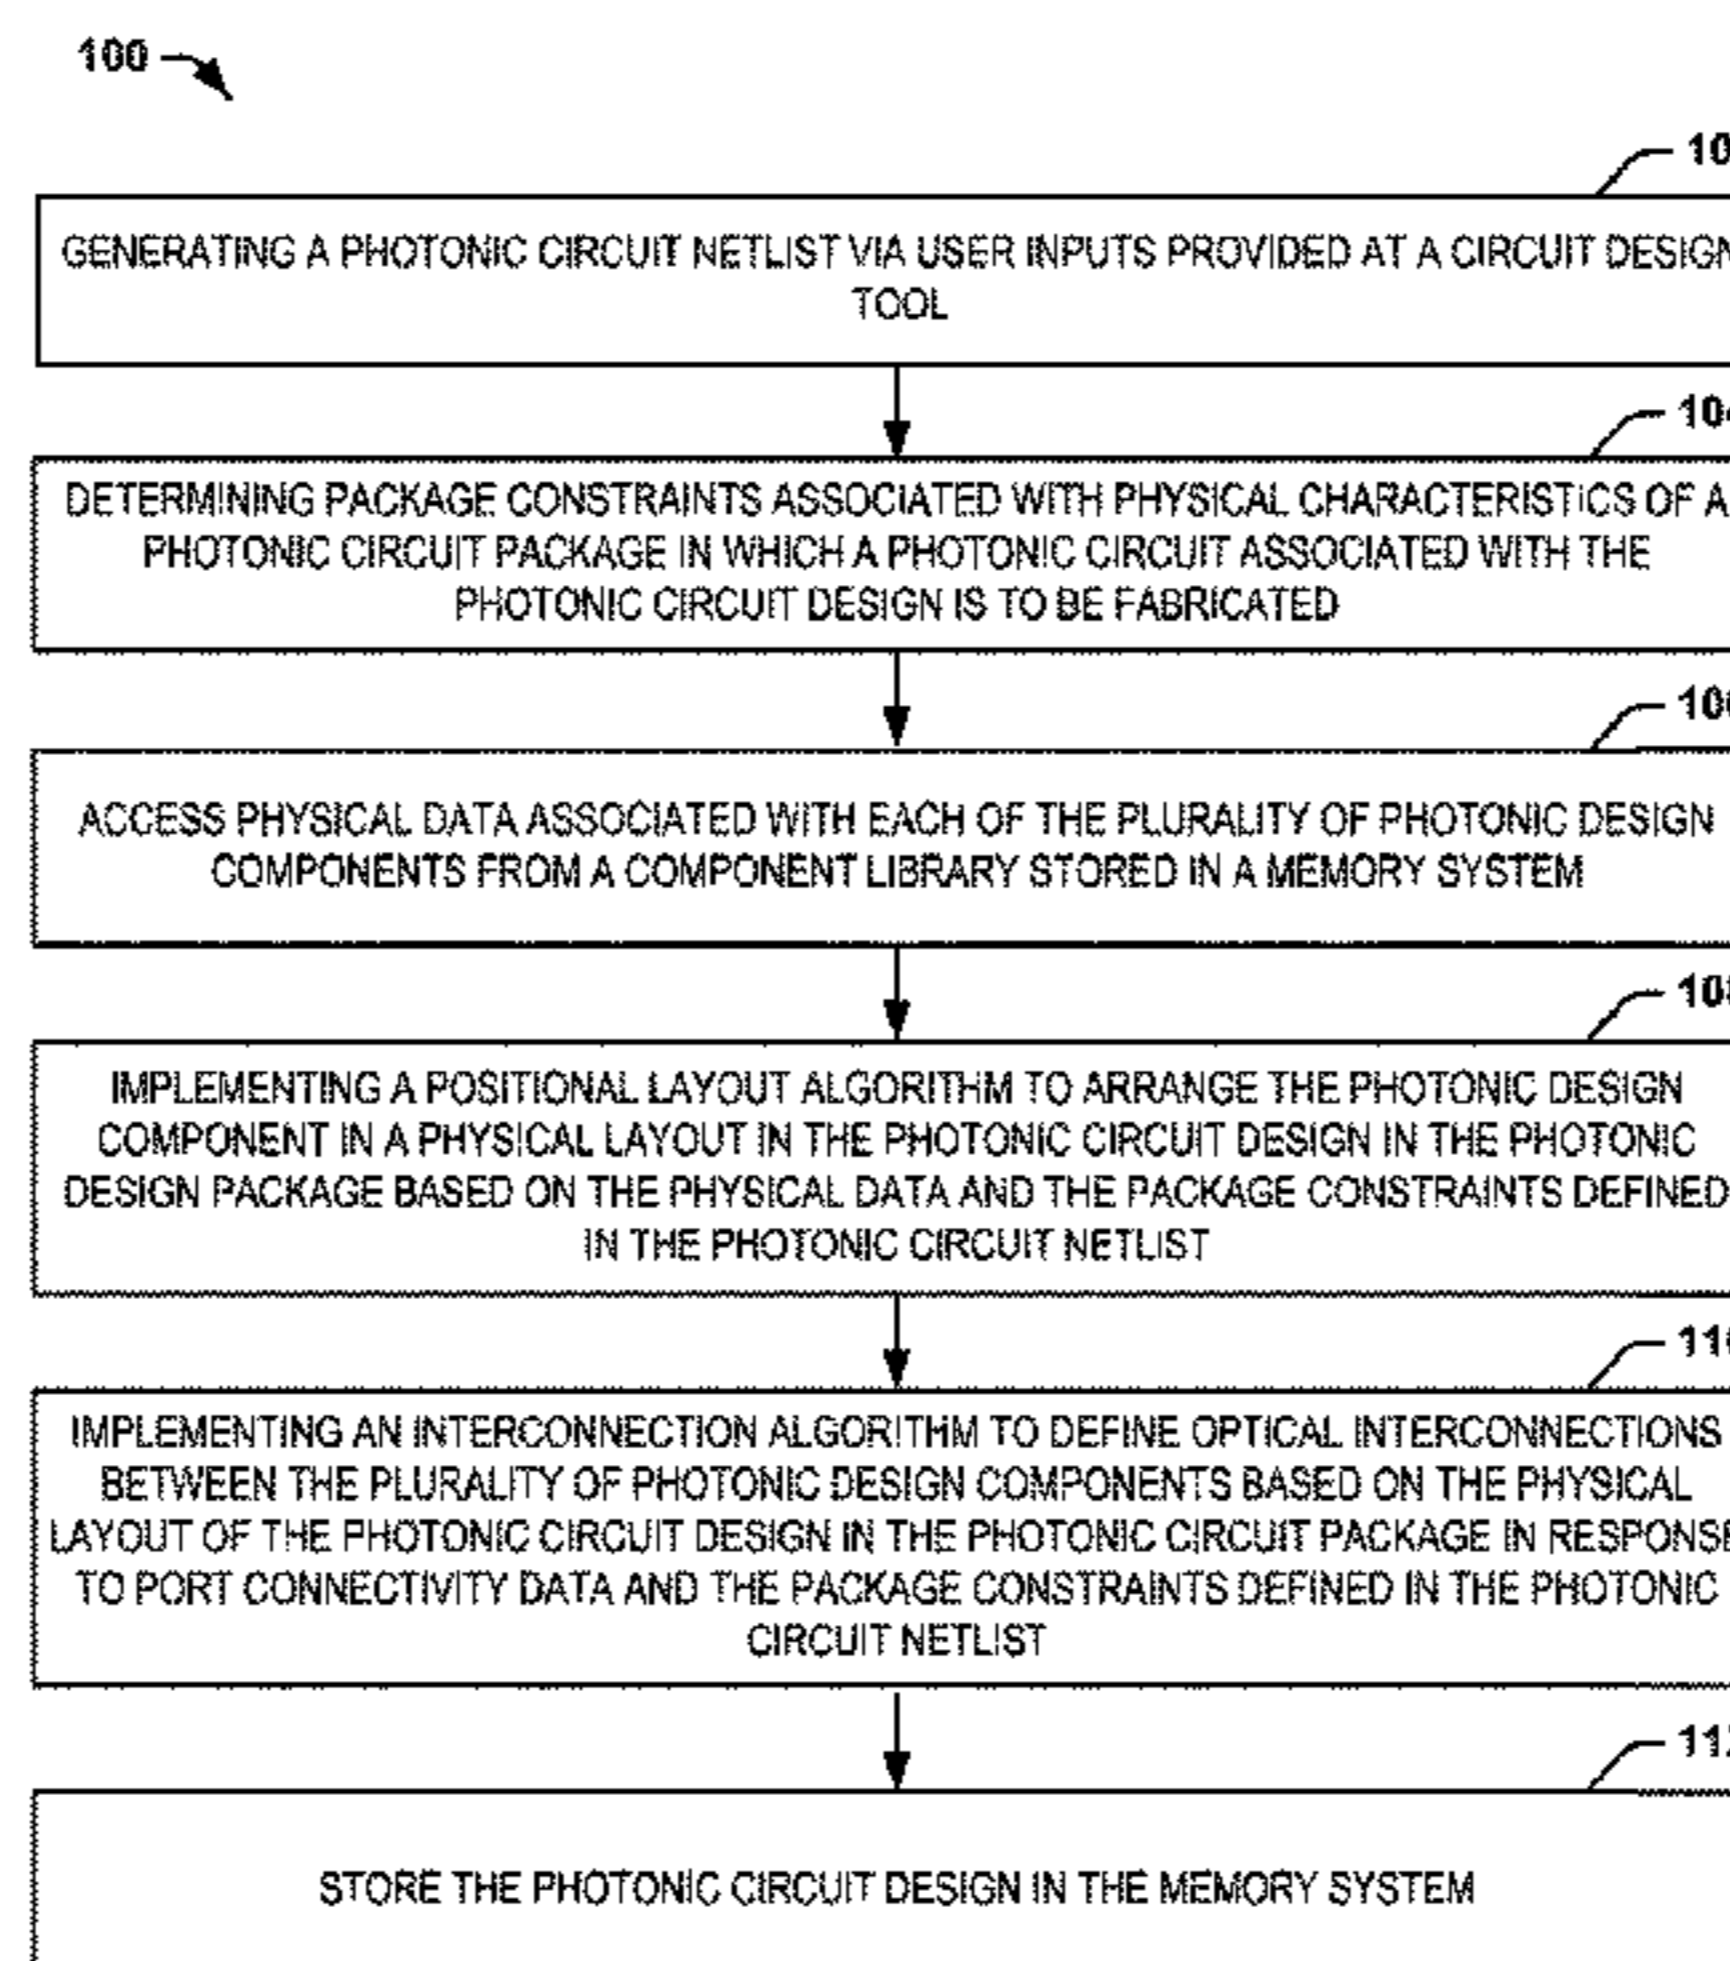 100
10
GENERATING A PHOTONIC CIRCUIT NETLIST VIA USER INPUTS PROVIDED AT A CIRCUIT DESIGN
TOOL
104
DETERMINING PACKAGE CONSTRAINTS ASSOCIATED WITH PHYSICAL CHARACTERISTICS OF A
PHOTONIC CIRCUIT PACKAGE IN WHICH A PHOTONIC CIRCUIT ASSOCIATED WITH THE
PHOTONIC CIRCUIT DESIGN IS TO BE FABRICATED
106
ACCESS PHYSICAL DATA ASSOCIATED WITH EACH OF THE PLURALITY OF PHOTONIC DESIGN
COMPONENTS FROM A COMPONENT LIBRARY STORED IN A MEMORY SYSTEM
108
IMPLEMENTING A POSITIONAL LAYOUT ALGORITHM TO ARRANGE THE PHOTONIC DESIGN
COMPONENT IN A PHYSICAL LAYOUT IN THE PHOTONIC CIRCUIT DESIGN IN THE PHOTONIC
DESIGN PACKAGE BASED ON THE PHYSICAL DATA AND THE PACKAGE CONSTRAINTS DEFINED
IN THE PHOTONIC CIRCUIT NETLIST
110
IMPLEMENTING AN INTERCONNECTION ALGORITHM TO DEFINE OPTICAL INTERCONNECTIONS
BETWEEN THE PLURALITY OF PHOTONIC DESIGN COMPONENTS BASED ON THE PHYSICAL
LAYOUT OF THE PHOTONIC CIRCUIT DESIGN IN THE PHOTONIC CIRCUIT PACKAGE IN RESPONSE
TO PORT CONNECTIVITY DATA AND THE PACKAGE CONSTRAINTS DEFINED IN THE PHOTONIC
CIRCUIT NETLIST
112
STORE THE PHOTONIC CIRCUIT DESIGN IN THE MEMORY SYSTEM